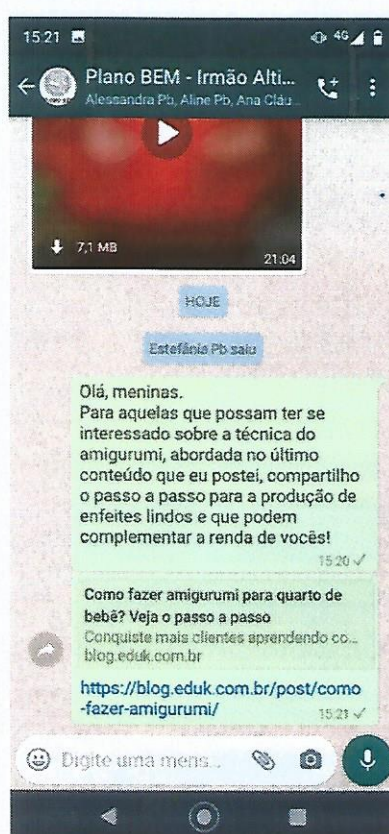 15:21
4G
Plano BEM - Irmão Alti...
Alessandra Pb, Aline Pb, Ana Cláu...
7,1 MB
21:04
HOJE
Estefânia Pb saiu
Olá, meninas.
Para aquelas que possam ter se
interessado sobre a técnica do
amigurumi, abordada no último
conteúdo que eu postei, compartilho
o passo a passo para a produção de
enfeites lindos e que podem
complementar a renda de vocês!
15:20
Como fazer amigurumi para quarto de
bebê? Veja o passo a passo
Conquiste mais clientes aprendendo co...
blog.eduk.com.br
https://blog.eduk.com.br/post/como
-fazer-amigurumi/
15:21
Digite uma mens...